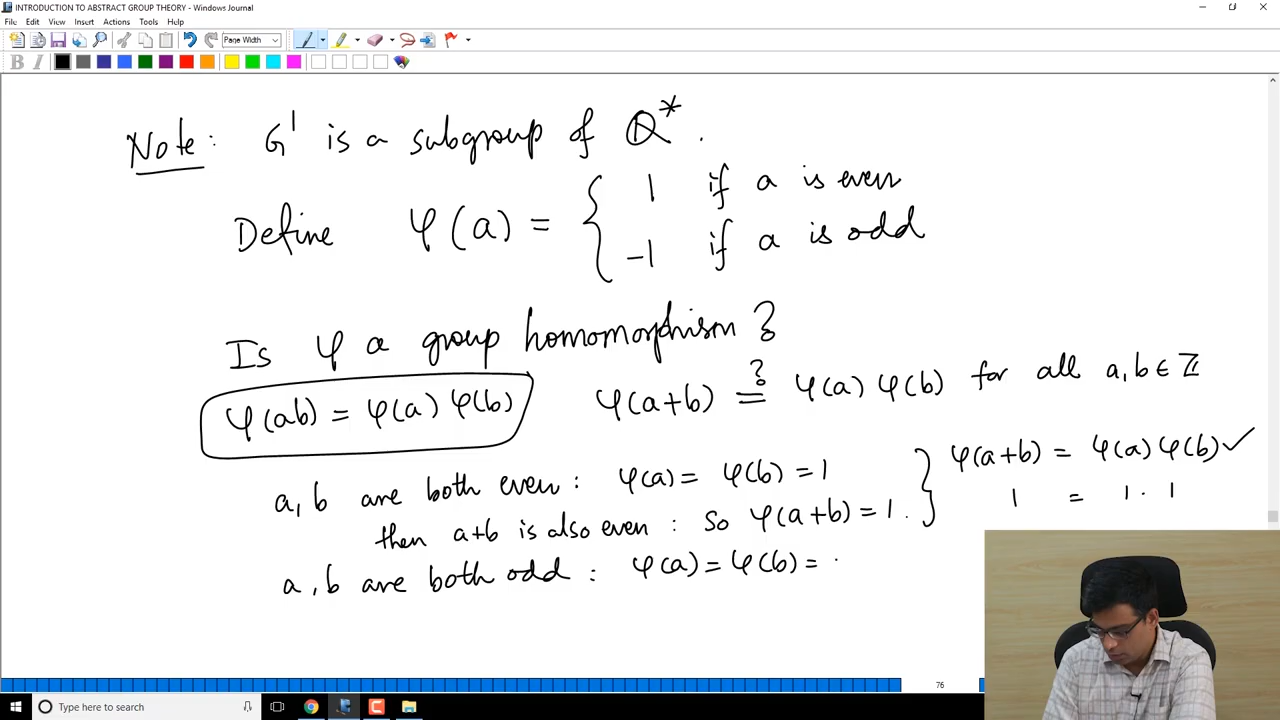 INTRODUCTION TO ABSTRACT GROUP THEORY - Windows Journal
File Edit View Insert Actions Tools Help
Page Width
B I
Note: G' is a subgroup of ℚ*.
Define φ(a) = { 1 if a is even
-1 if a is odd
Is φ a group homomorphism ?
φ(ab) = φ(a) φ(b) φ(a+b) ≟ φ(a) φ(b) for all a, b ∈ ℤ
a, b are both even : φ(a) = φ(b) = 1 } φ(a+b) = φ(a) φ(b) ✓
then a+b is also even : So φ(a+b) = 1. 1 = 1 · 1
a, b are both odd : φ(a) = φ(b) =
76
Type here to search